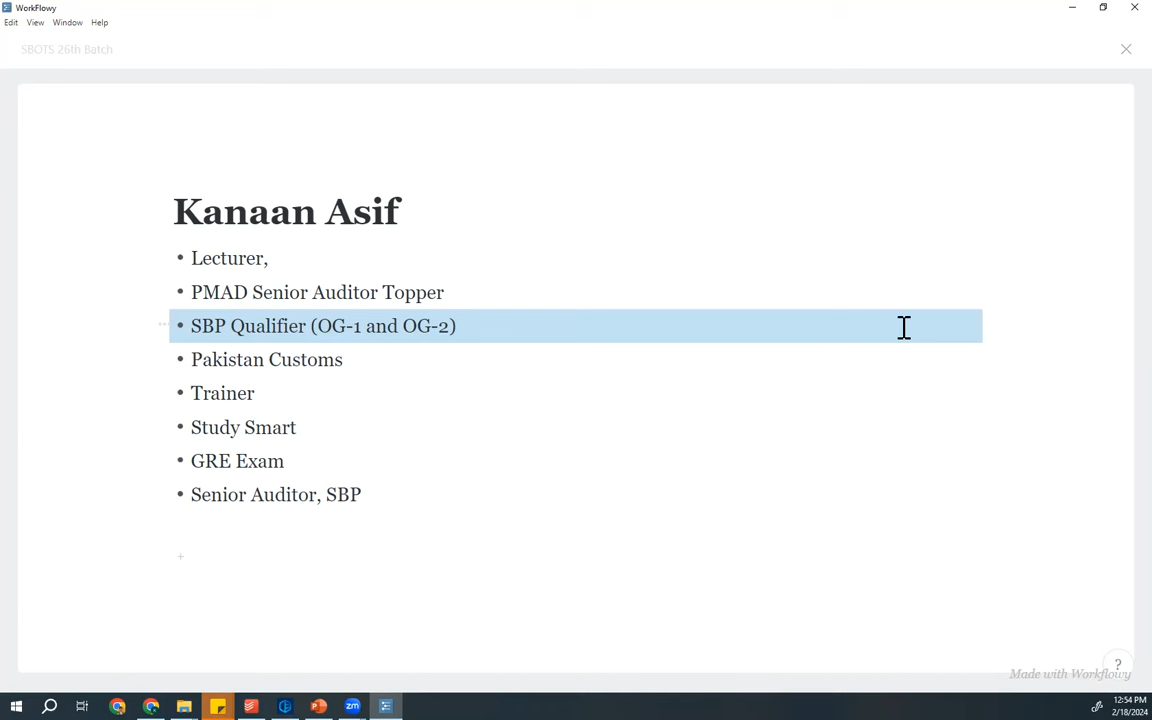 WorkFlowy
Edit View Window Help
SBOTS 26th Batch
Kanaan Asif
• Lecturer,
• PMAD Senior Auditor Topper
• SBP Qualifier (OG-1 and OG-2)
• Pakistan Customs
• Trainer
• Study Smart
• GRE Exam
• Senior Auditor, SBP
+
?
Made with Workflowy
zm
12:54 PM
2/18/2024